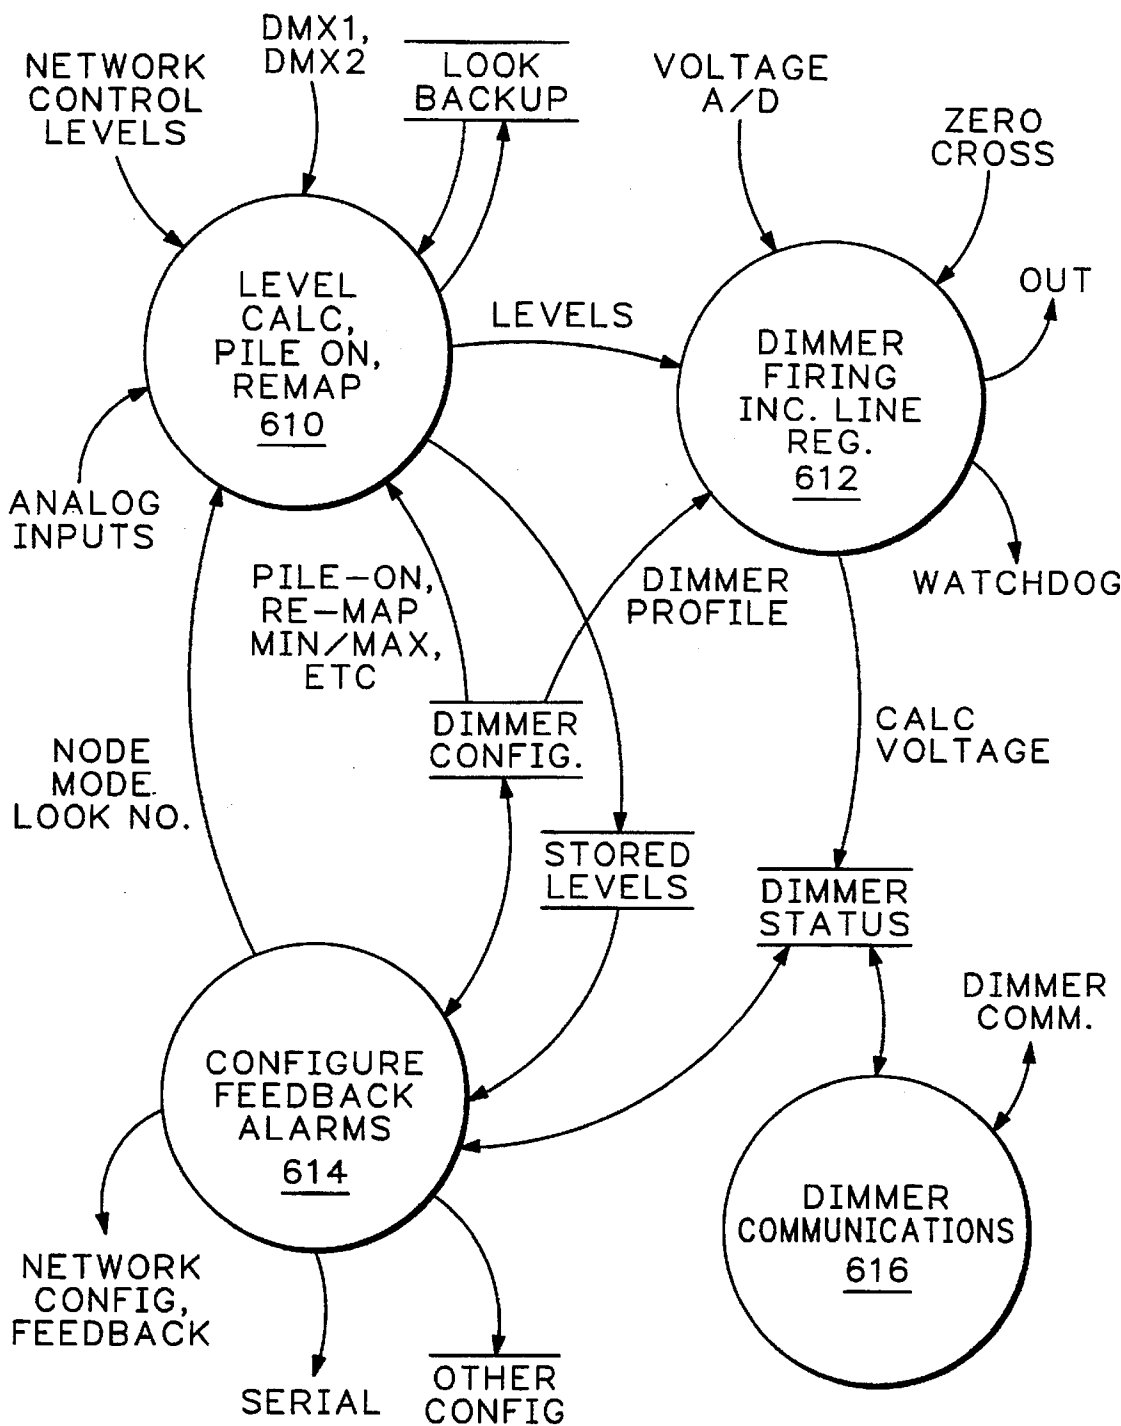 DMX1,
DMX2
NETWORK
CONTROL
LEVELS
LOOK
BACKUP
VOLTAGE
A/D
ZERO
CROSS
OUT
LEVEL
CALC,
PILE ON,
REMAP
610
LEVELS
DIMMER
FIRING
INC. LINE
REG.
612
ANALOG
INPUTS
WATCHDOG
PILE-ON,
RE-MAP
MIN/MAX,
ETC
DIMMER
PROFILE
DIMMER
CONFIG.
CALC
VOLTAGE
NODE
MODE
LOOK NO.
STORED
LEVELS
DIMMER
STATUS
DIMMER
COMM.
CONFIGURE
FEEDBACK
ALARMS
614
DIMMER
COMMUNICATIONS
616
NETWORK
CONFIG,
FEEDBACK
SERIAL
OTHER
CONFIG